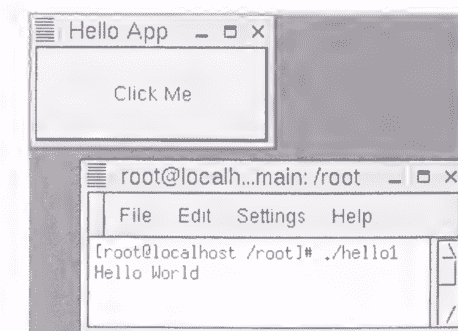 Hello App
Click Me
root@localh...main: /root
File Edit Settings Help
[root@localhost /root]# ./hello1
Hello World